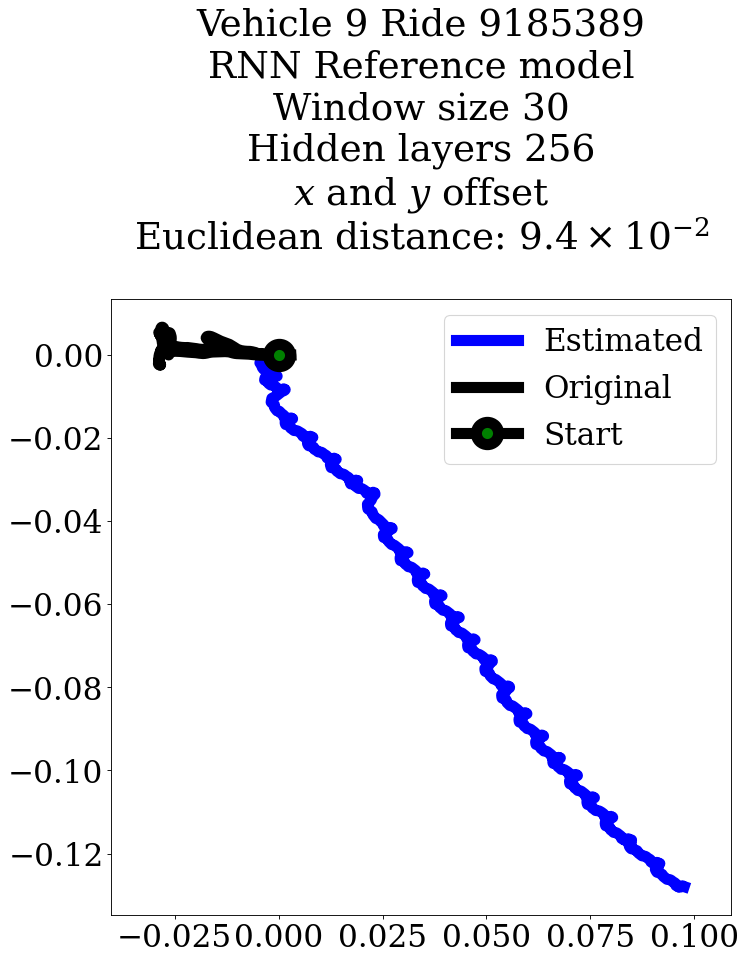 Vehicle 9 Ride 9185389
RNN Reference model
Window size 30
Hidden layers 256
x and y offset
Euclidean distance: 9.4 × 10⁻²
Estimated
Original
Start
0.00
−0.02
−0.04
−0.06
−0.08
−0.10
−0.12
−0.025 0.000 0.025 0.050 0.075 0.100